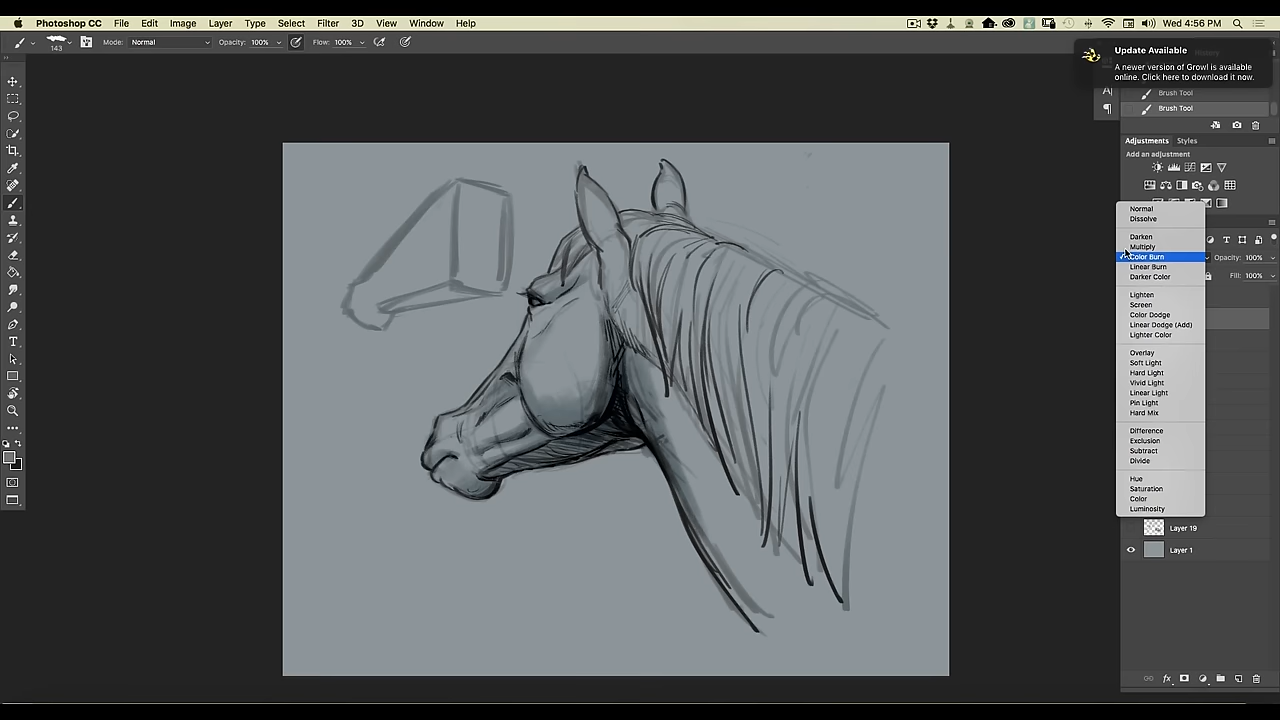 Photoshop CC File Edit Image Layer Type Select Filter 3D View Window Help Wed 4:56 PM
143 Mode: Normal Opacity: 100% Flow: 100%
Update Available
A newer version of Growl is available
online. Click here to download it now.
Brush Tool
Brush Tool
Adjustments Styles
Add an adjustment
Normal
Dissolve
Darken
Multiply
Color Burn
Opacity: 100%
Linear Burn
Darker Color
Fill: 100%
Lighten
Screen
Color Dodge
Linear Dodge (Add)
Lighter Color
Overlay
Soft Light
Hard Light
Vivid Light
Linear Light
Pin Light
Hard Mix
Difference
Exclusion
Subtract
Divide
Hue
Saturation
Color
Luminosity
Layer 19
Layer 1